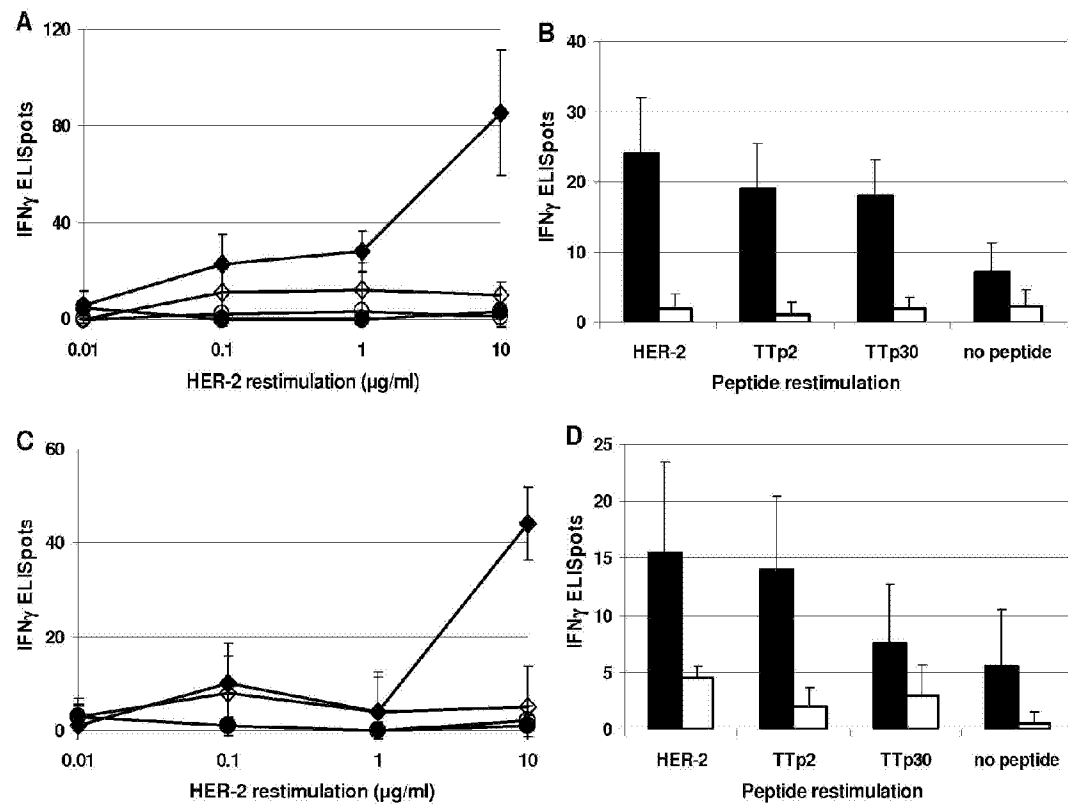 A
120
80
40
0
IFNγ ELISpots
0.01 0.1 1 10
HER-2 restimulation (µg/ml)
B
40
30
20
10
0
IFNγ ELISpots
HER-2 TTp2 TTp30 no peptide
Peptide restimulation
C
60
40
20
0
IFNγ ELISpots
0.01 0.1 1 10
HER-2 restimulation (µg/ml)
D
25
20
15
10
5
0
IFNγ ELISpots
HER-2 TTp2 TTp30 no peptide
Peptide restimulation